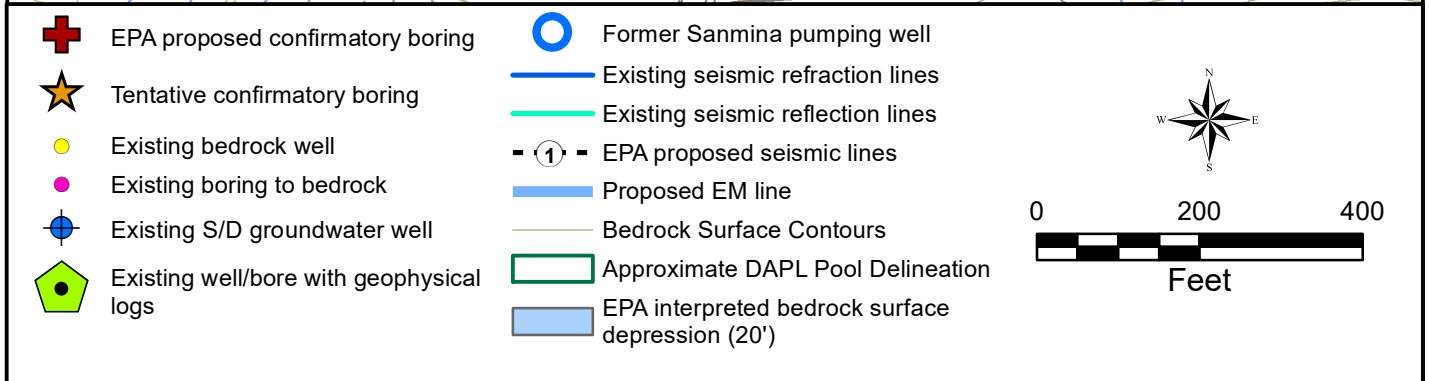 EPA proposed confirmatory boring
Tentative confirmatory boring
Existing bedrock well
Existing boring to bedrock
Existing S/D groundwater well
Existing well/bore with geophysical
logs
Former Sanmina pumping well
Existing seismic refraction lines
Existing seismic reflection lines
1 EPA proposed seismic lines
Proposed EM line
Bedrock Surface Contours
Approximate DAPL Pool Delineation
EPA interpreted bedrock surface
depression (20')
N
W E
S
0 200 400
Feet